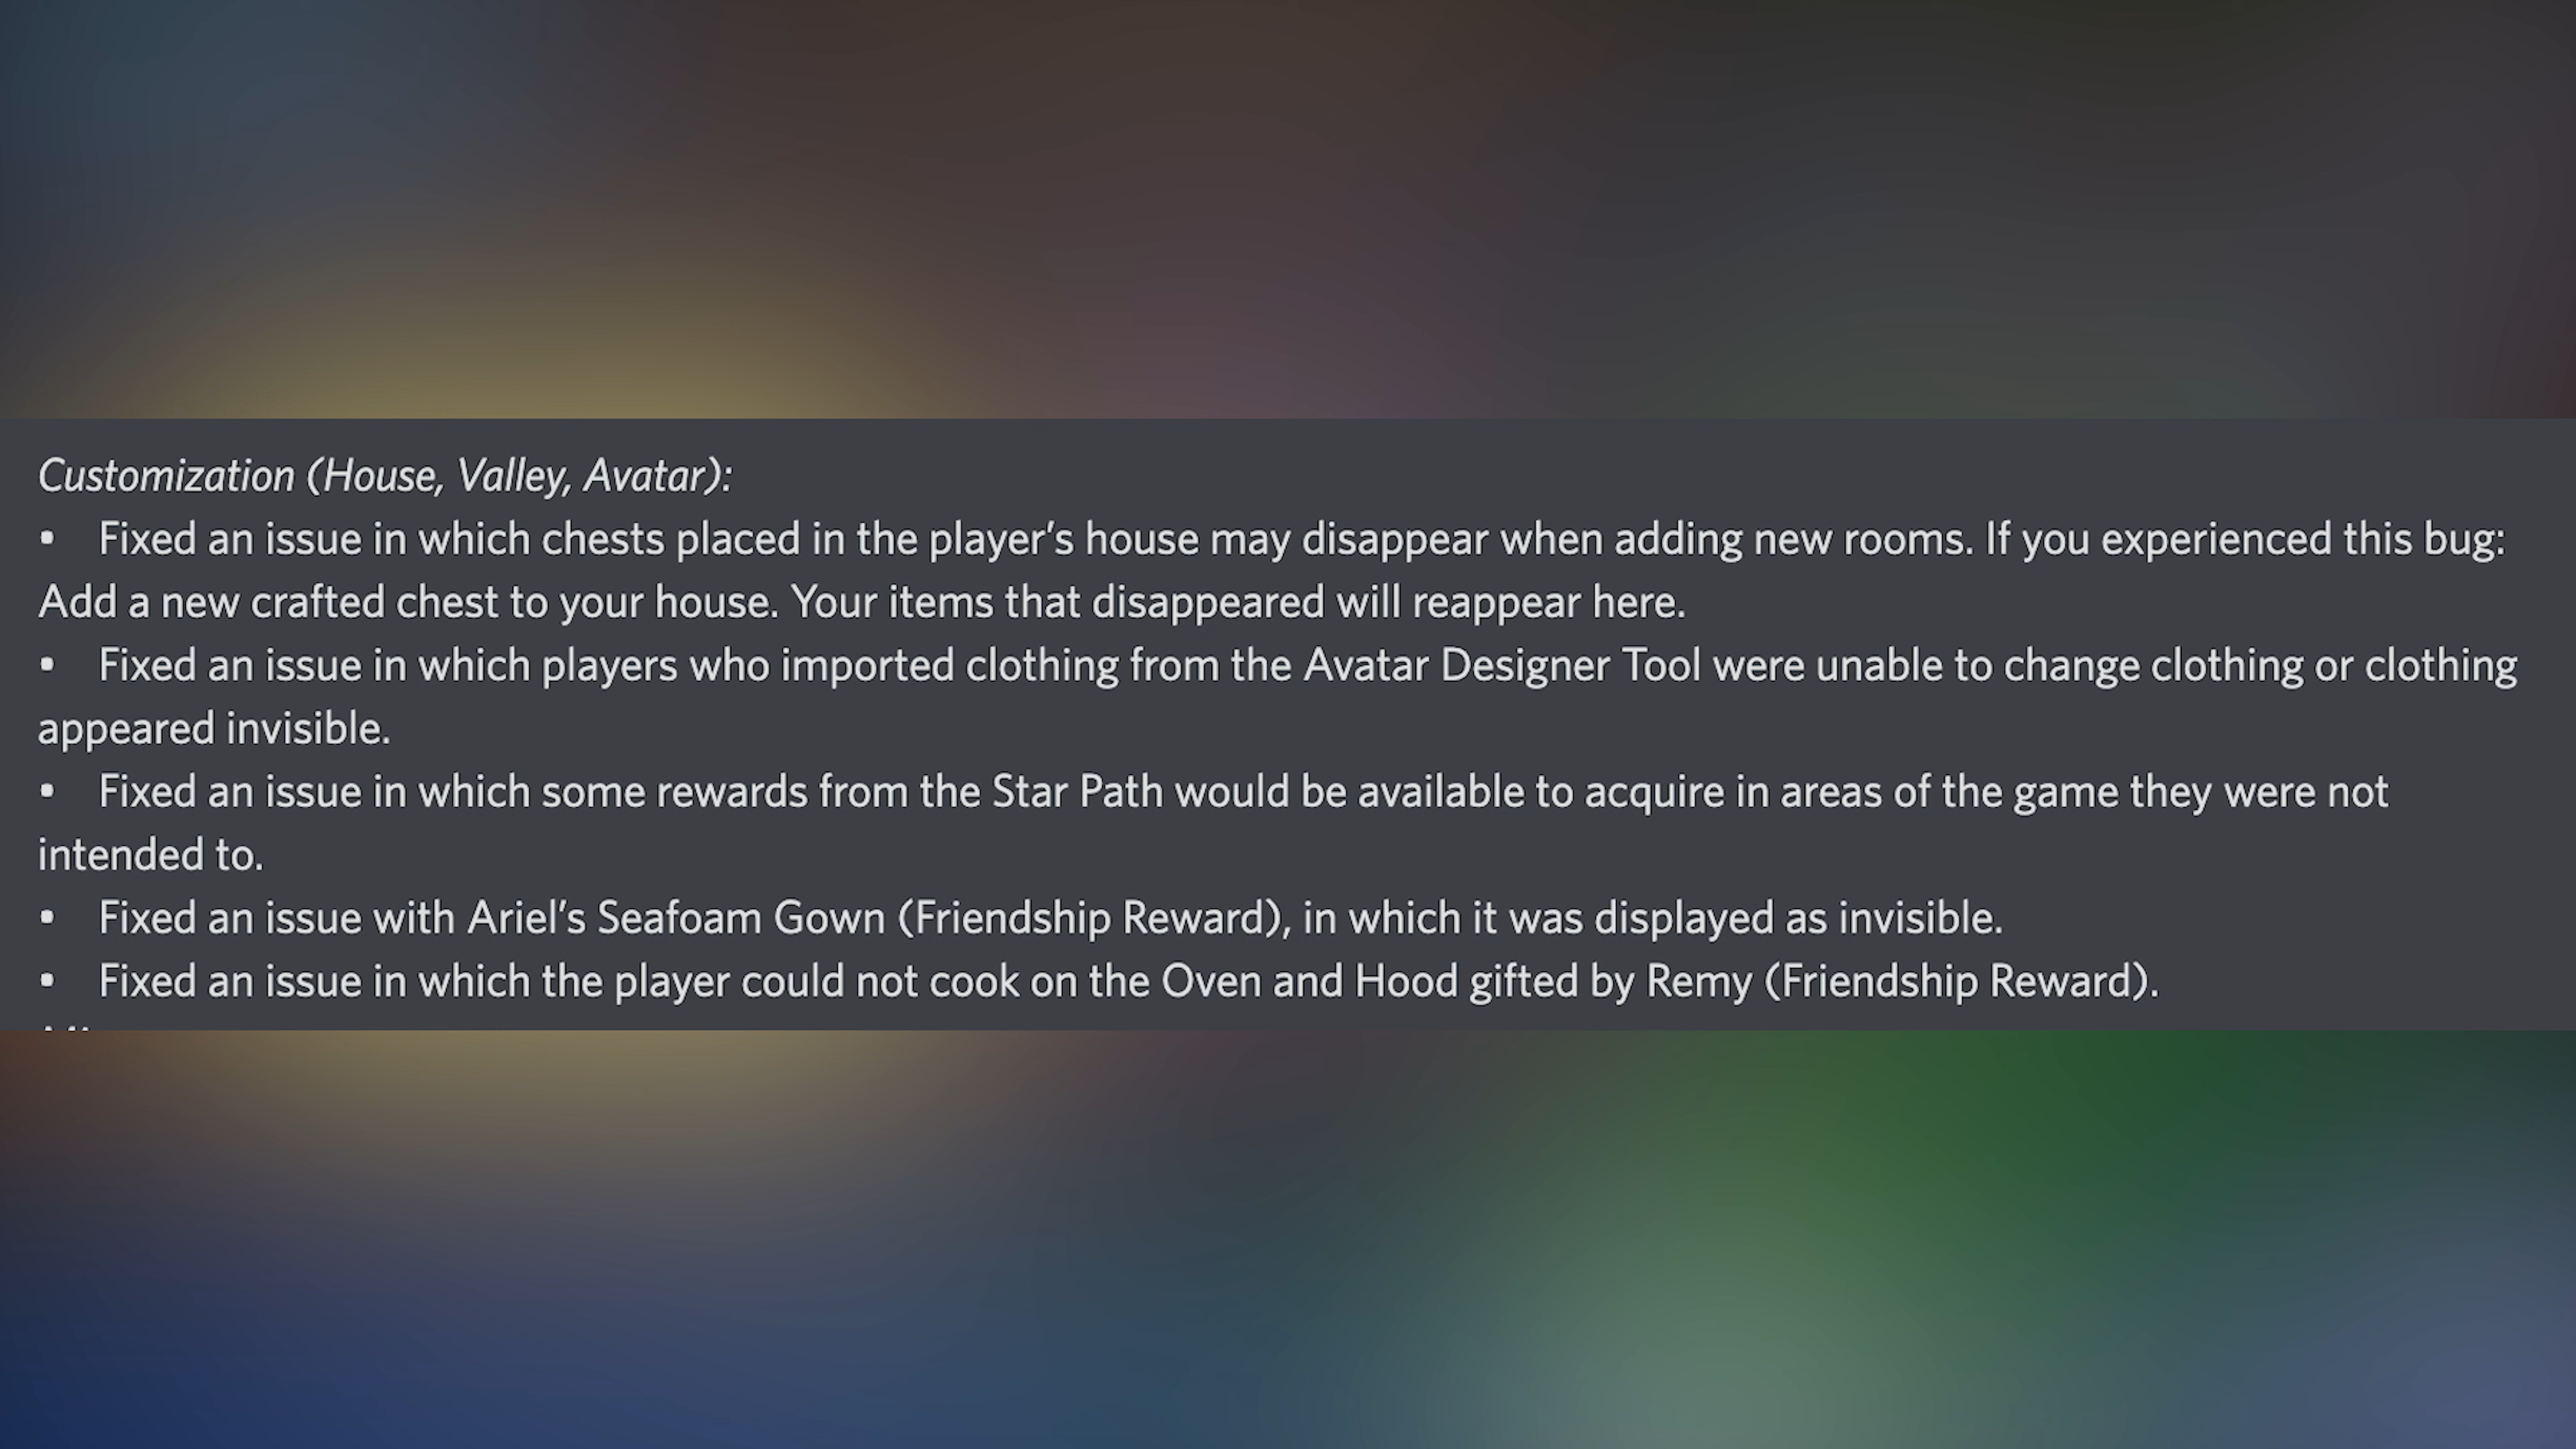 Customization (House, Valley, Avatar):
• Fixed an issue in which chests placed in the player’s house may disappear when adding new rooms. If you experienced this bug:
Add a new crafted chest to your house. Your items that disappeared will reappear here.
• Fixed an issue in which players who imported clothing from the Avatar Designer Tool were unable to change clothing or clothing
appeared invisible.
• Fixed an issue in which some rewards from the Star Path would be available to acquire in areas of the game they were not
intended to.
• Fixed an issue with Ariel’s Seafoam Gown (Friendship Reward), in which it was displayed as invisible.
• Fixed an issue in which the player could not cook on the Oven and Hood gifted by Remy (Friendship Reward).